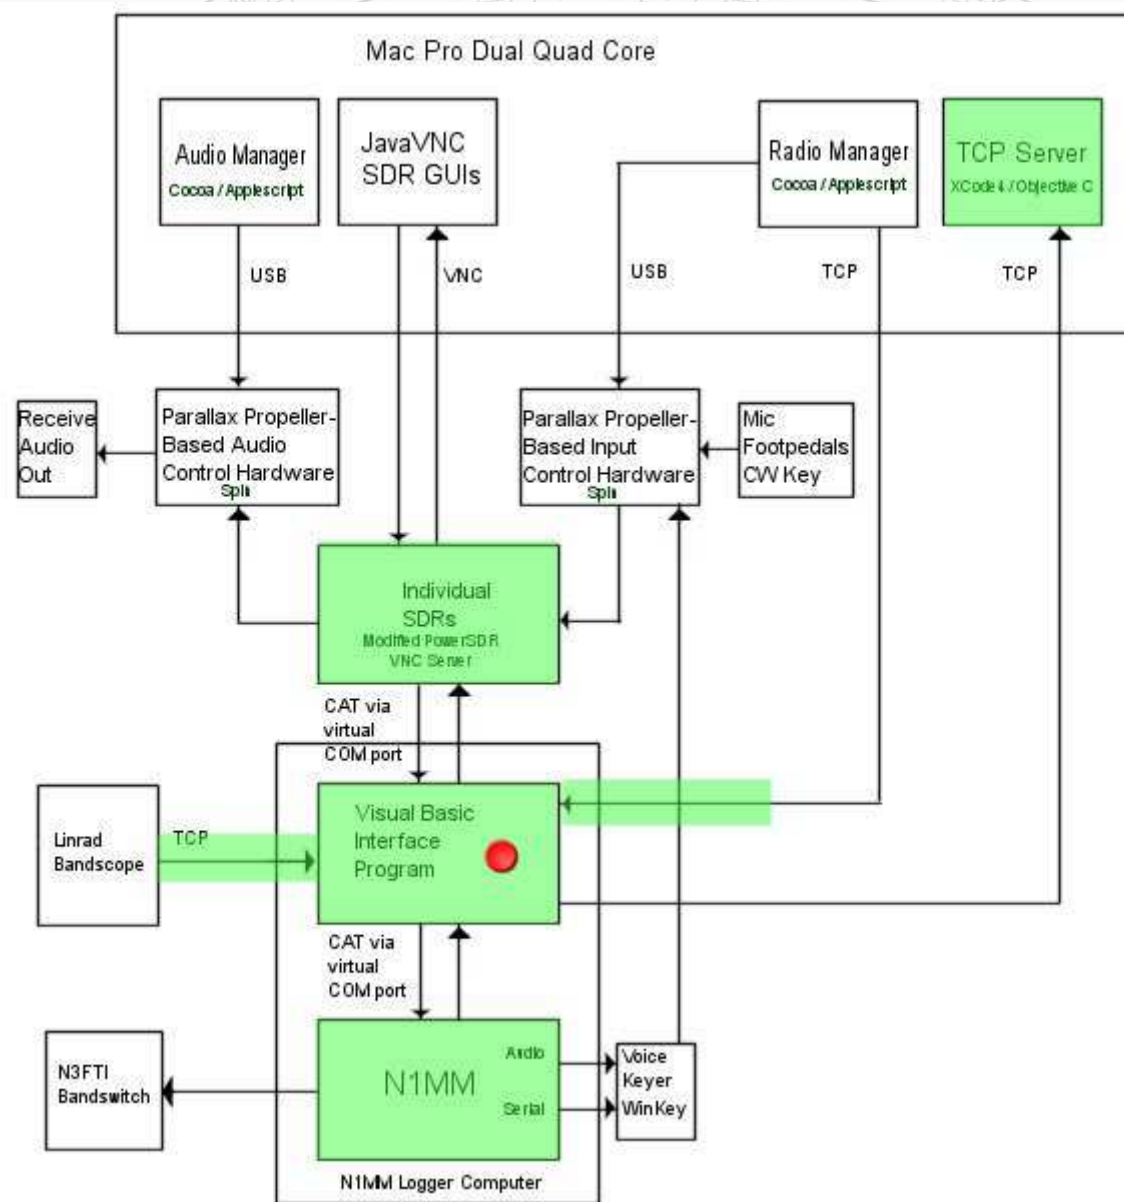 Mac Pro Dual Quad Core
Audio Manager
Cocoa / Applescript
JavaVNC
SDR GUIs
Radio Manager
Cocoa / Applescript
TCP Server
XCode4 / Objective C
USB
VNC
USB
TCP
TCP
Receive
Audio
Out
Parallax Propeller-
Based Audio
Control Hardware
Spin
Parallax Propeller-
Based Input
Control Hardware
Spin
Mic
Footpedals
CW Key
Individual
SDRs
Modified PowerSDR
VNC Server
CAT via
virtual
COM port
Linrad
Bandscope
TCP
Visual Basic
Interface
Program
CAT via
virtual
COM port
N3FTI
Bandswitch
N1MM
Audio
Serial
Voice
Keyer
WinKey
N1MM Logger Computer